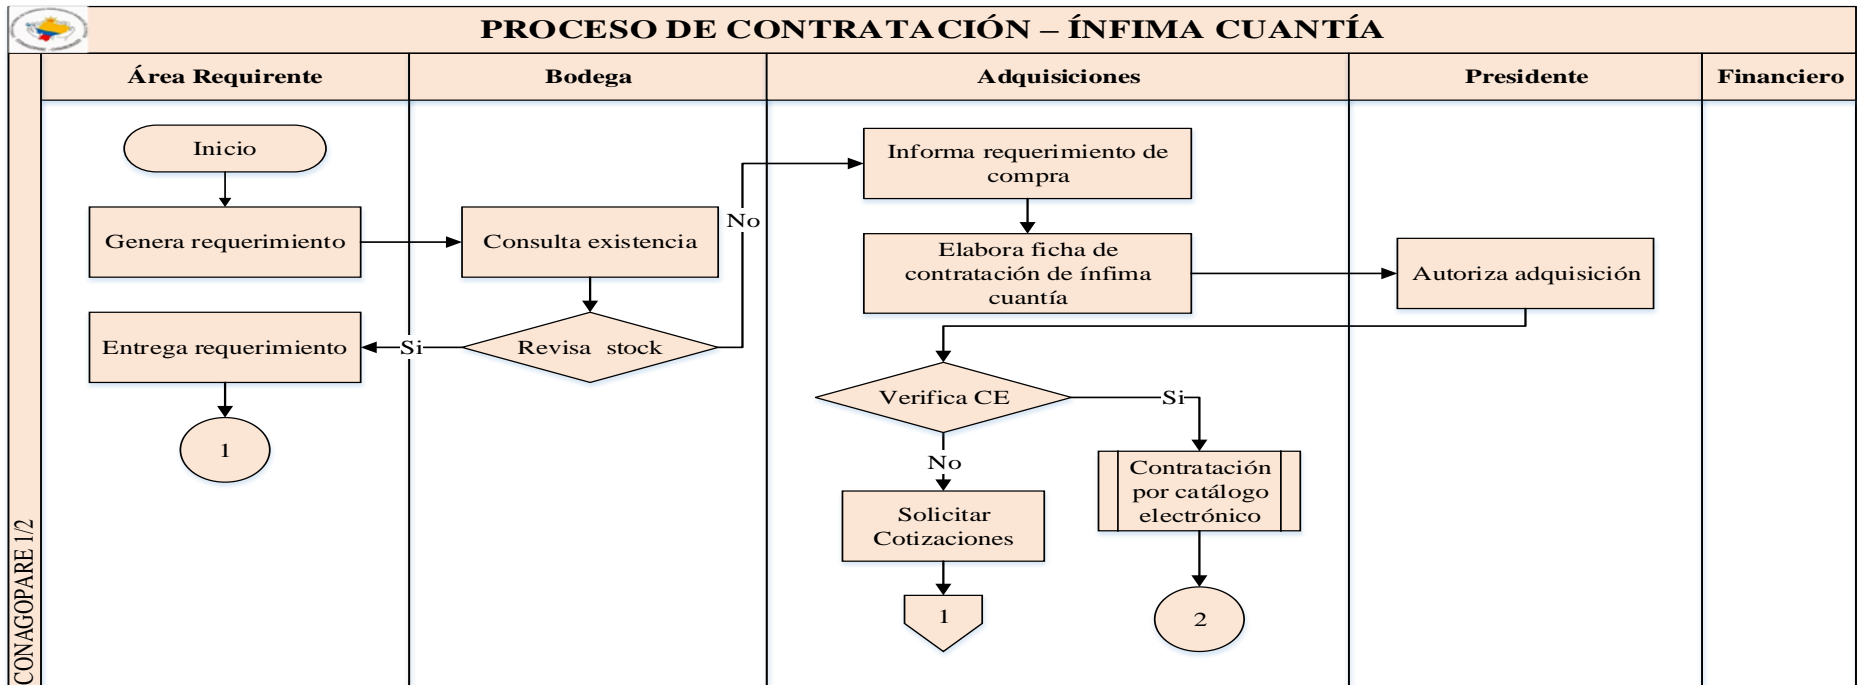 PROCESO DE CONTRATACIÓN – ÍNFIMA CUANTÍA
Área Requirente
Bodega
Adquisiciones
Presidente
Financiero
Inicio
Genera requerimiento
Entrega requerimiento
1
Consulta existencia
Revisa stock
Si
No
Informa requerimiento de
compra
Elabora ficha de
contratación de ínfima
cuantía
Autoriza adquisición
Verifica CE
Si
No
Solicitar
Cotizaciones
1
Contratación
por catálogo
electrónico
2
CONAGOPARE 1/2